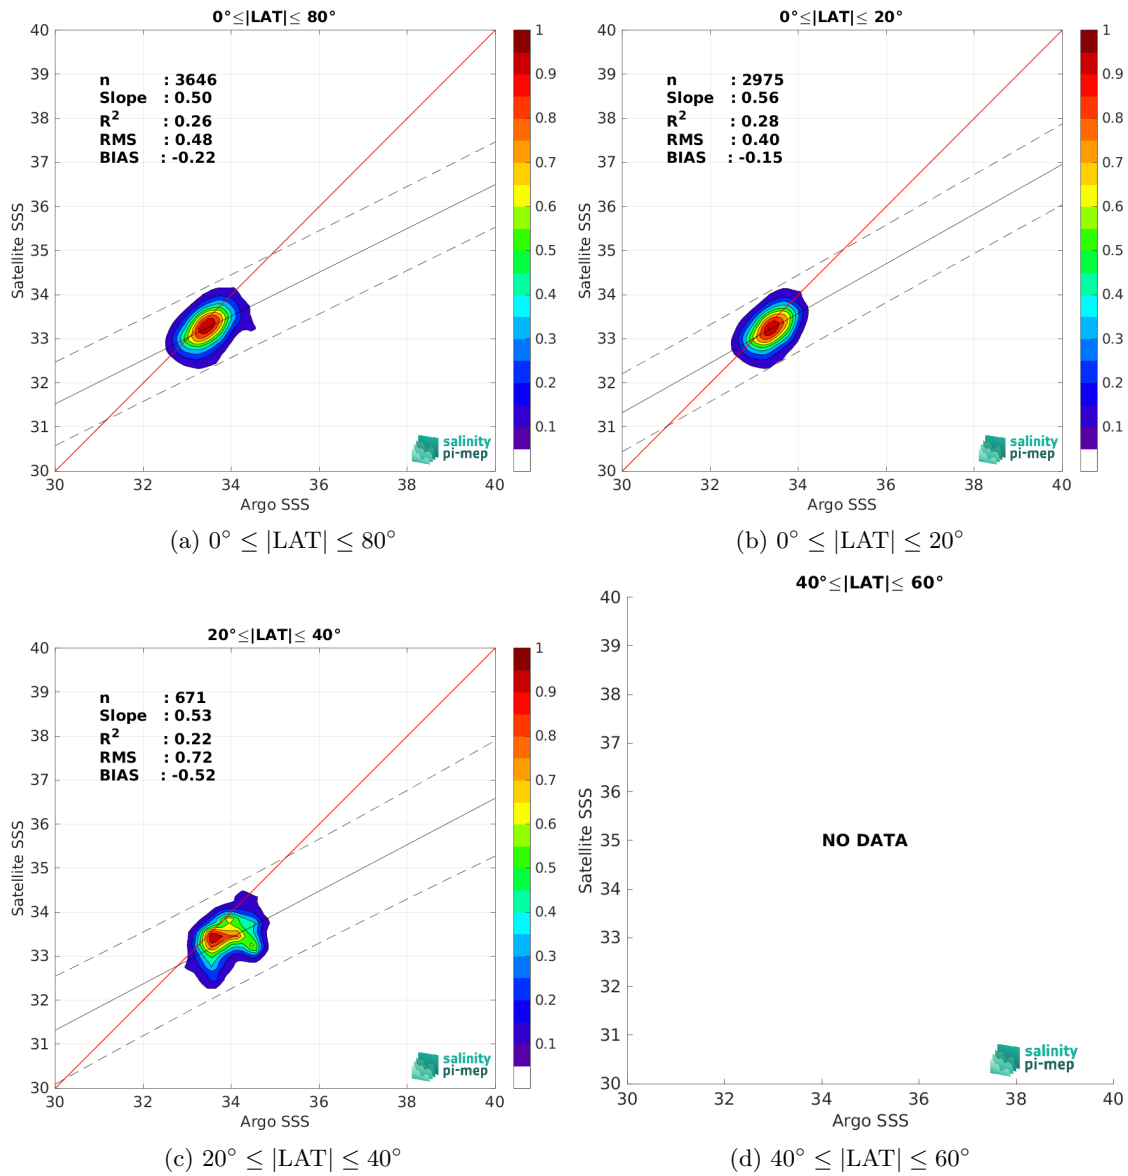 0°≤|LAT|≤ 80°
40
39
38
37
36
35
34
33
32
31
30
Satellite SSS
n : 3646
Slope : 0.50
R2 : 0.26
RMS : 0.48
BIAS : -0.22
1
0.9
0.8
0.7
0.6
0.5
0.4
0.3
0.2
0.1
salinity
pi-mep
30 32 34 36 38 40
Argo SSS
(a) 0° ≤ |LAT| ≤ 80°
0°≤|LAT|≤ 20°
40
39
38
37
36
35
34
33
32
31
30
Satellite SSS
n : 2975
Slope : 0.56
R2 : 0.28
RMS : 0.40
BIAS : -0.15
1
0.9
0.8
0.7
0.6
0.5
0.4
0.3
0.2
0.1
salinity
pi-mep
30 32 34 36 38 40
Argo SSS
(b) 0° ≤ |LAT| ≤ 20°
20°≤|LAT|≤ 40°
40
39
38
37
36
35
34
33
32
31
30
Satellite SSS
n : 671
Slope : 0.53
R2 : 0.22
RMS : 0.72
BIAS : -0.52
1
0.9
0.8
0.7
0.6
0.5
0.4
0.3
0.2
0.1
salinity
pi-mep
30 32 34 36 38 40
Argo SSS
(c) 20° ≤ |LAT| ≤ 40°
40°≤|LAT|≤ 60°
40
39
38
37
36
35
34
33
32
31
30
Satellite SSS
NO DATA
salinity
pi-mep
30 32 34 36 38 40
Argo SSS
(d) 40° ≤ |LAT| ≤ 60°